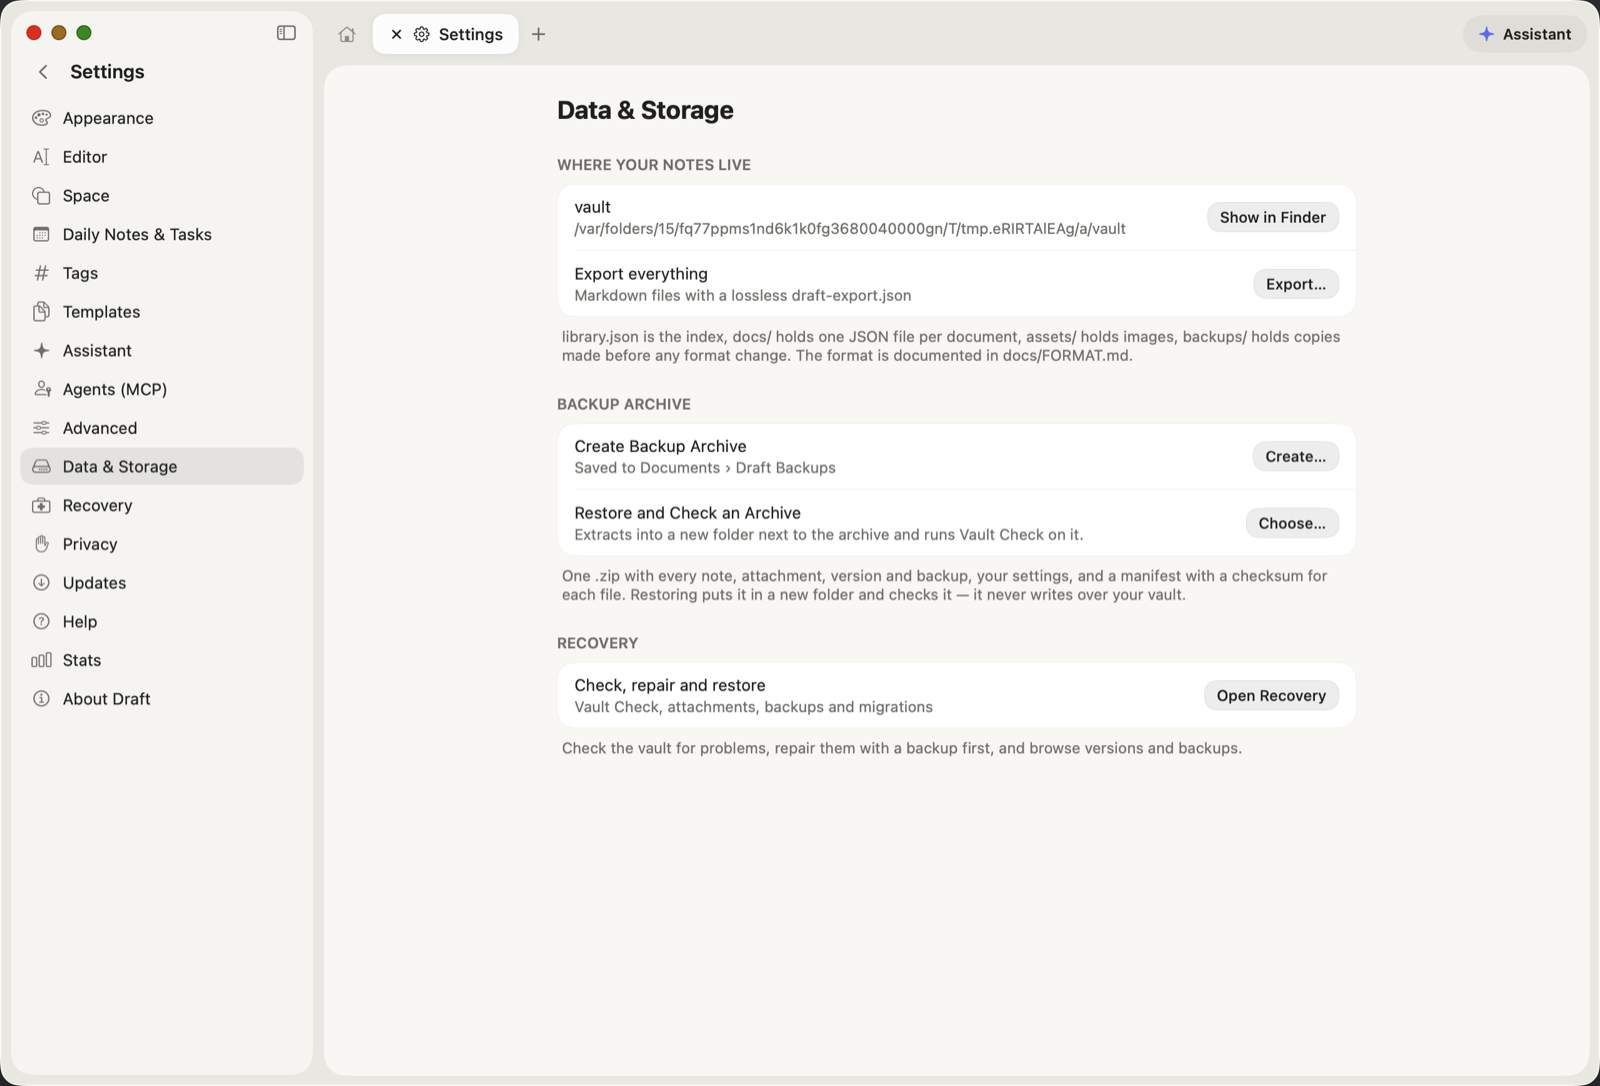 Settings
Assistant
Settings
Appearance
Editor
Space
Daily Notes & Tasks
Tags
Templates
Assistant
Agents (MCP)
Advanced
Data & Storage
Recovery
Privacy
Updates
Help
Stats
About Draft
Data & Storage
WHERE YOUR NOTES LIVE
vault
/var/folders/15/fq77ppms1nd6k1k0fg3680040000gn/T/tmp.eRIRTAlEAg/a/vault
Show in Finder
Export everything
Markdown files with a lossless draft-export.json
Export...
library.json is the index, docs/ holds one JSON file per document, assets/ holds images, backups/ holds copies
made before any format change. The format is documented in docs/FORMAT.md.
BACKUP ARCHIVE
Create Backup Archive
Saved to Documents › Draft Backups
Create...
Restore and Check an Archive
Extracts into a new folder next to the archive and runs Vault Check on it.
Choose...
One .zip with every note, attachment, version and backup, your settings, and a manifest with a checksum for
each file. Restoring puts it in a new folder and checks it — it never writes over your vault.
RECOVERY
Check, repair and restore
Vault Check, attachments, backups and migrations
Open Recovery
Check the vault for problems, repair them with a backup first, and browse versions and backups.